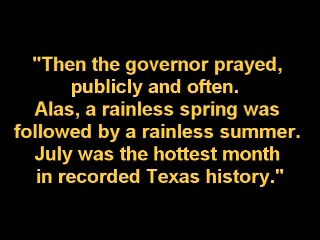 "Then the governor prayed,
publicly and often.
Alas, a rainless spring was
followed by a rainless summer.
July was the hottest month
in recorded Texas history."